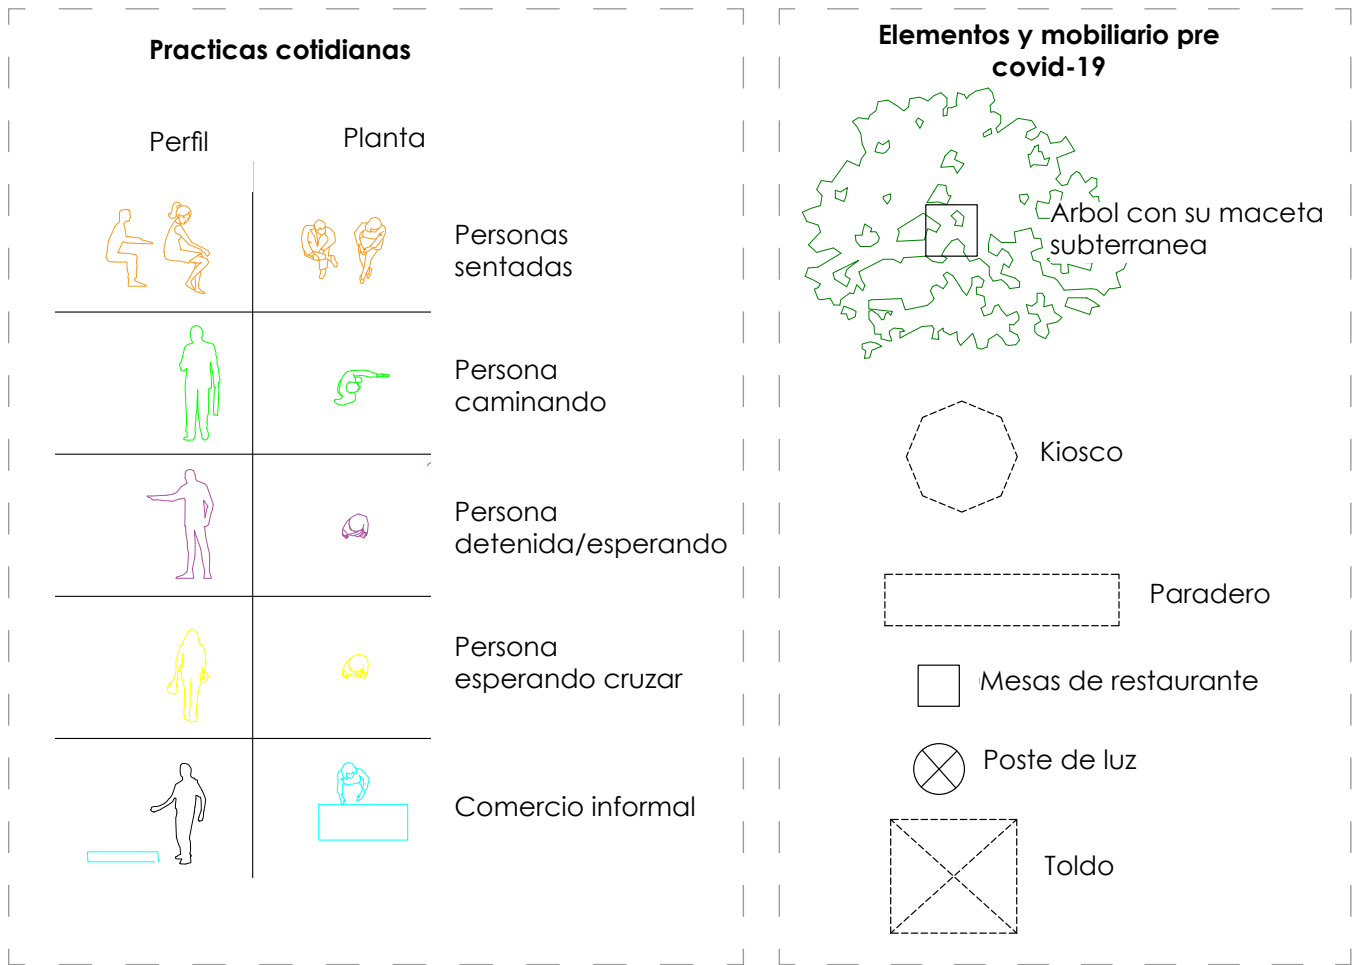 Practicas cotidianas
Perfil
Planta
Personas
sentadas
Persona
caminando
Persona
detenida/esperando
Persona
esperando cruzar
Comercio informal
Elementos y mobiliario pre
covid-19
Arbol con su maceta
subterranea
Kiosco
Paradero
Mesas de restaurante
Poste de luz
Toldo